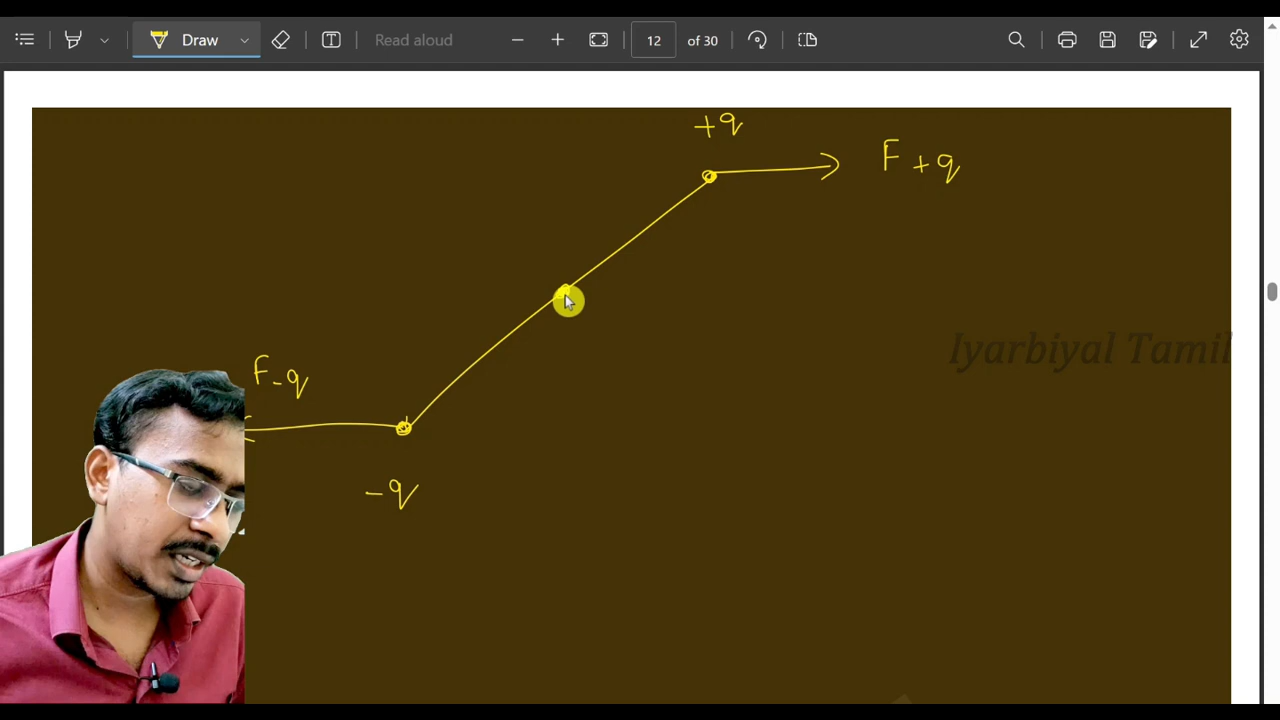 Draw
Read aloud
12 of 30
+q
F +q
Iyarbiyal Tamil
F-q
-q